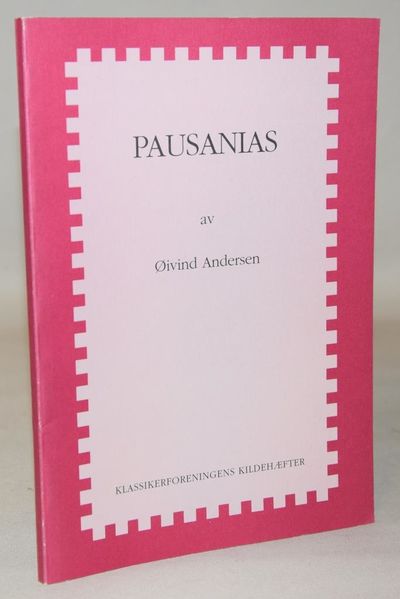 PAUSANIAS
av
Øivind Andersen
KLASSIKERFORENINGENS KILDEHÆFTER